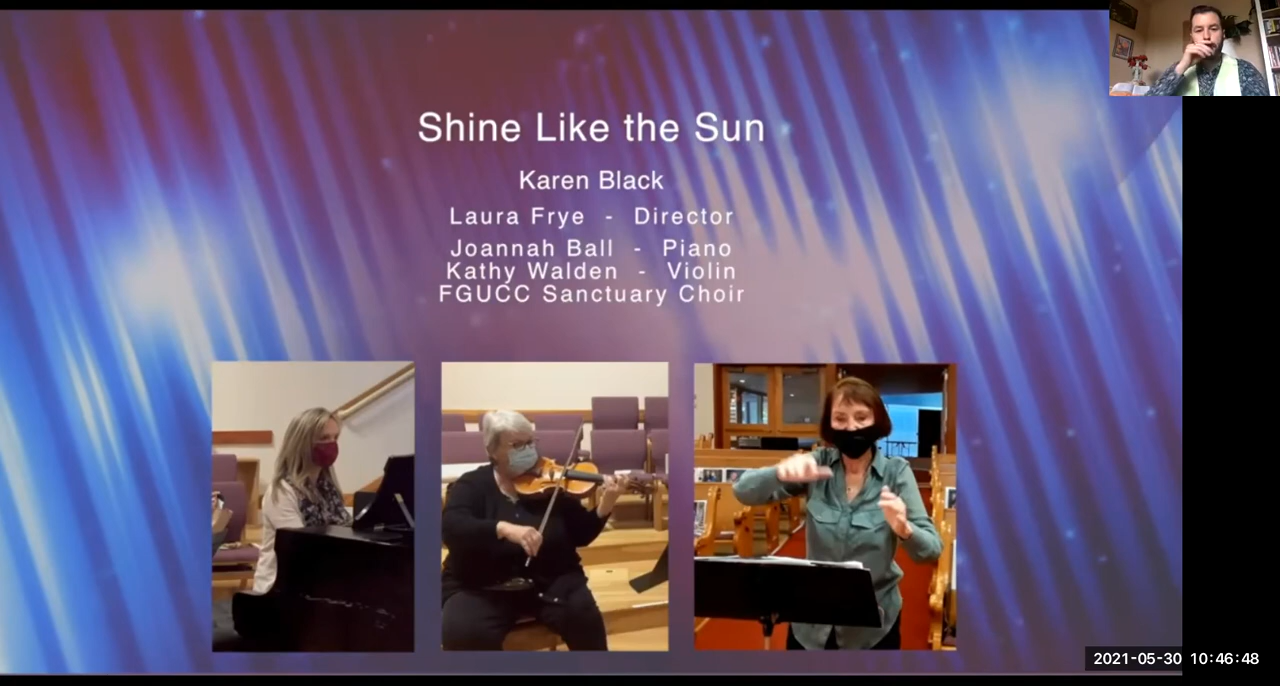 Shine Like the Sun
Karen Black
Laura Frye - Director
Joannah Ball - Piano
Kathy Walden - Violin
FGUCC Sanctuary Choir
2021-05-30 10:46:48